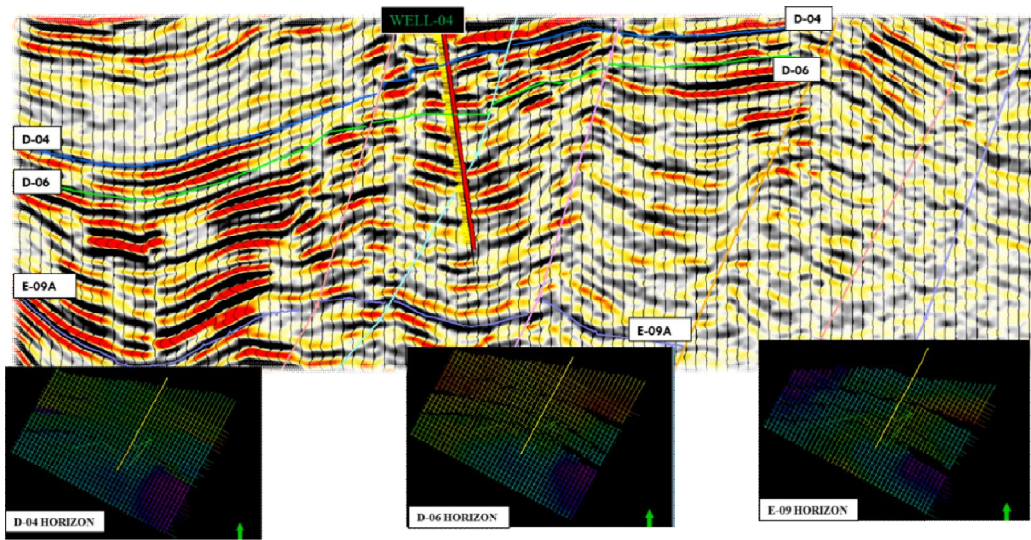 WELL-04
D-04
D-06
D-04
D-06
E-09A
E-09A
D-04 HORIZON
D-06 HORIZON
E-09 HORIZON